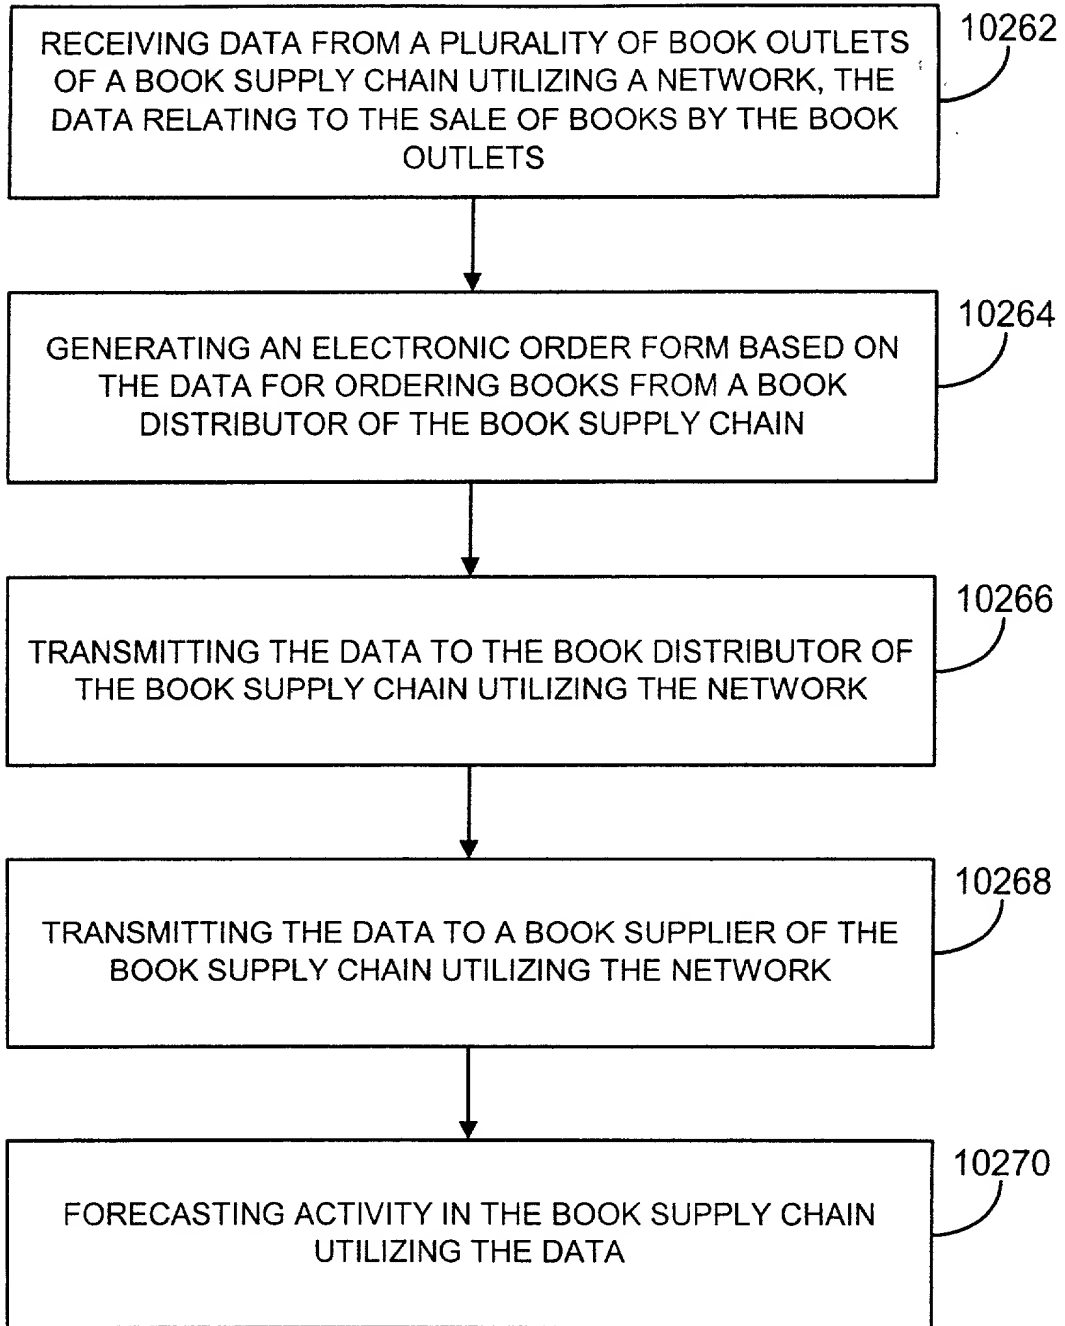 RECEIVING DATA FROM A PLURALITY OF BOOK OUTLETS
OF A BOOK SUPPLY CHAIN UTILIZING A NETWORK, THE
DATA RELATING TO THE SALE OF BOOKS BY THE BOOK
OUTLETS
10262
GENERATING AN ELECTRONIC ORDER FORM BASED ON
THE DATA FOR ORDERING BOOKS FROM A BOOK
DISTRIBUTOR OF THE BOOK SUPPLY CHAIN
10264
TRANSMITTING THE DATA TO THE BOOK DISTRIBUTOR OF
THE BOOK SUPPLY CHAIN UTILIZING THE NETWORK
10266
TRANSMITTING THE DATA TO A BOOK SUPPLIER OF THE
BOOK SUPPLY CHAIN UTILIZING THE NETWORK
10268
FORECASTING ACTIVITY IN THE BOOK SUPPLY CHAIN
UTILIZING THE DATA
10270